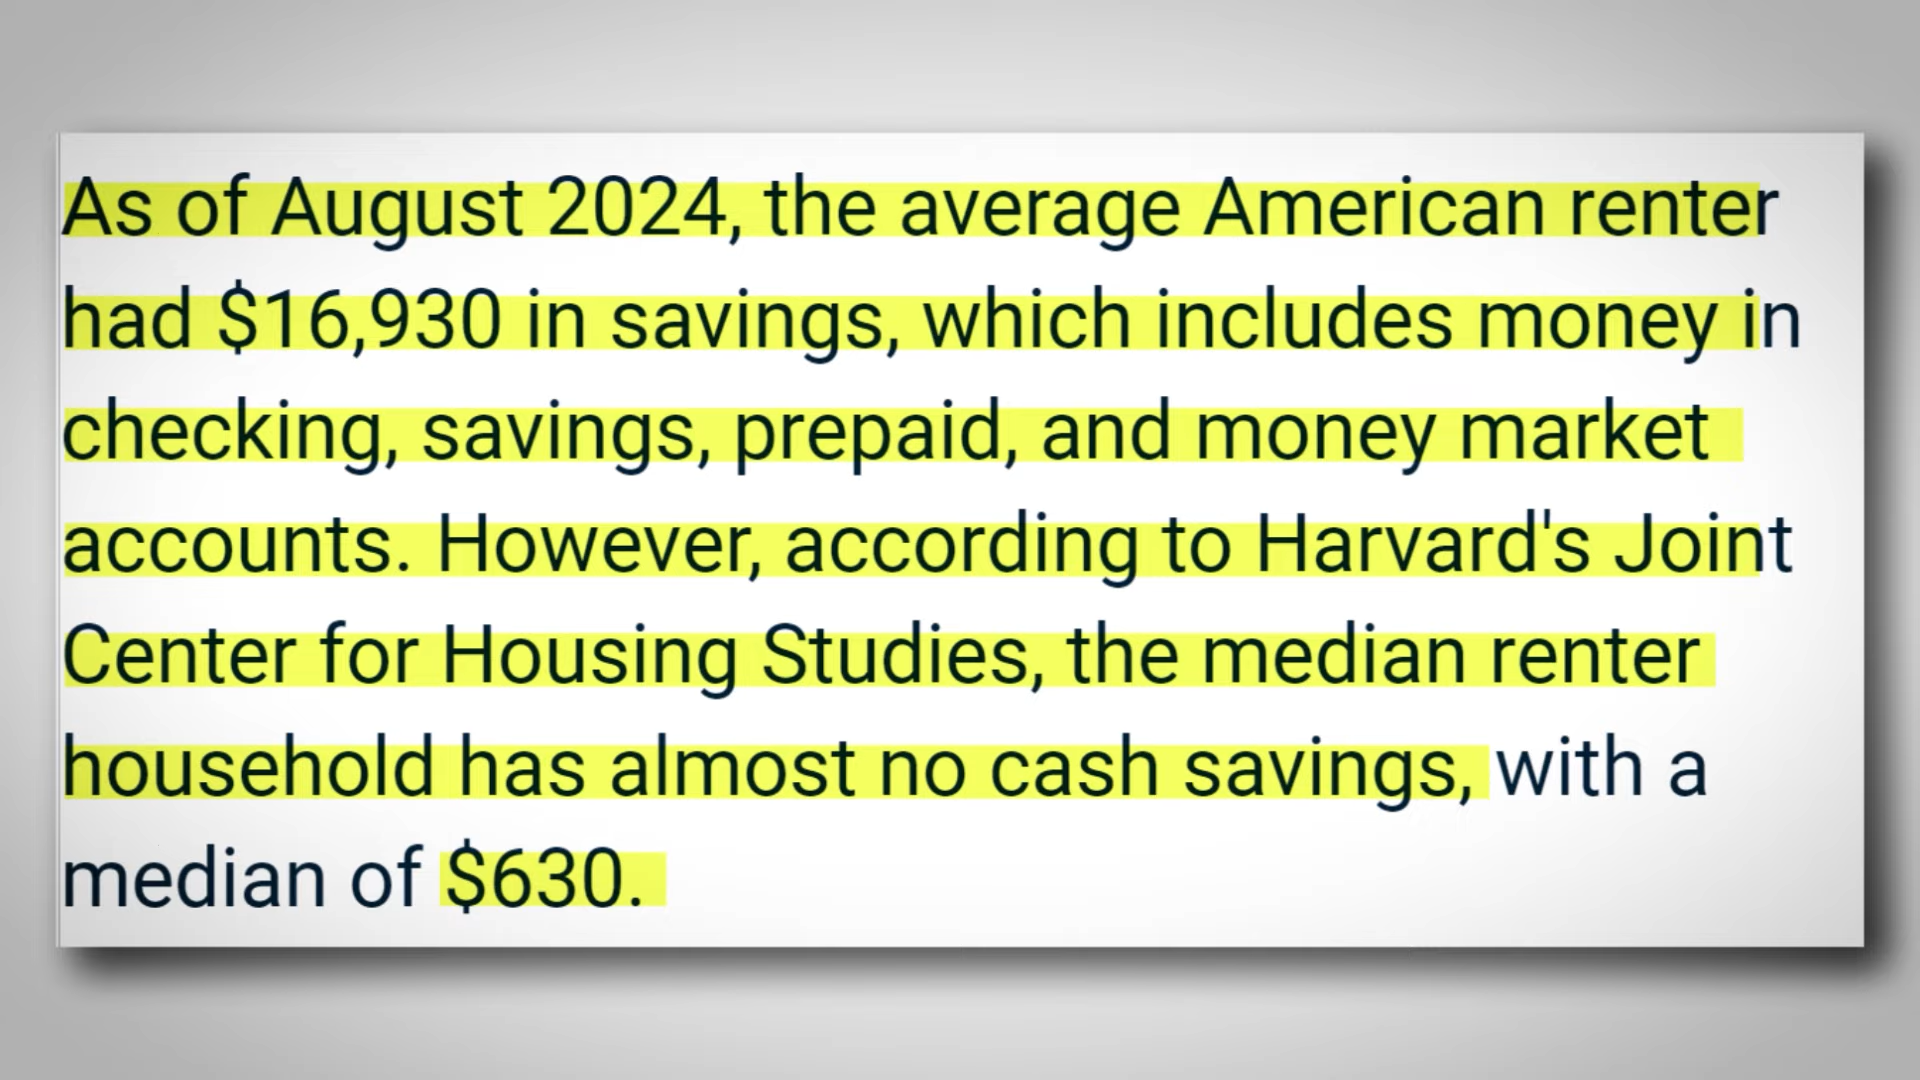 As of August 2024, the average American renter
had $16,930 in savings, which includes money in
checking, savings, prepaid, and money market
accounts. However, according to Harvard's Joint
Center for Housing Studies, the median renter
household has almost no cash savings, with a
median of $630.